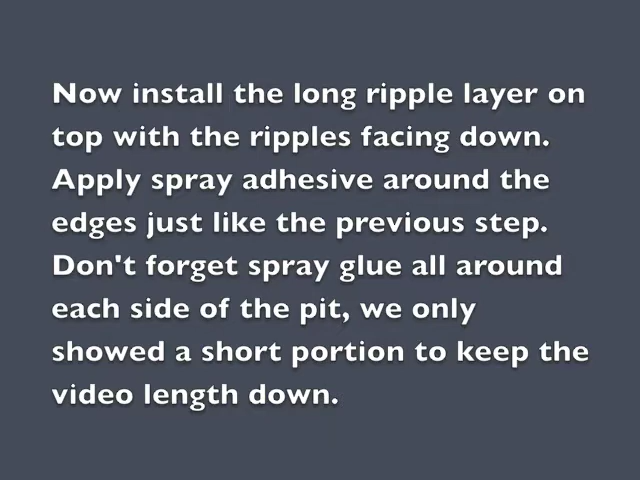 Now install the long ripple layer on
top with the ripples facing down.
Apply spray adhesive around the
edges just like the previous step.
Don't forget spray glue all around
each side of the pit, we only
showed a short portion to keep the
video length down.